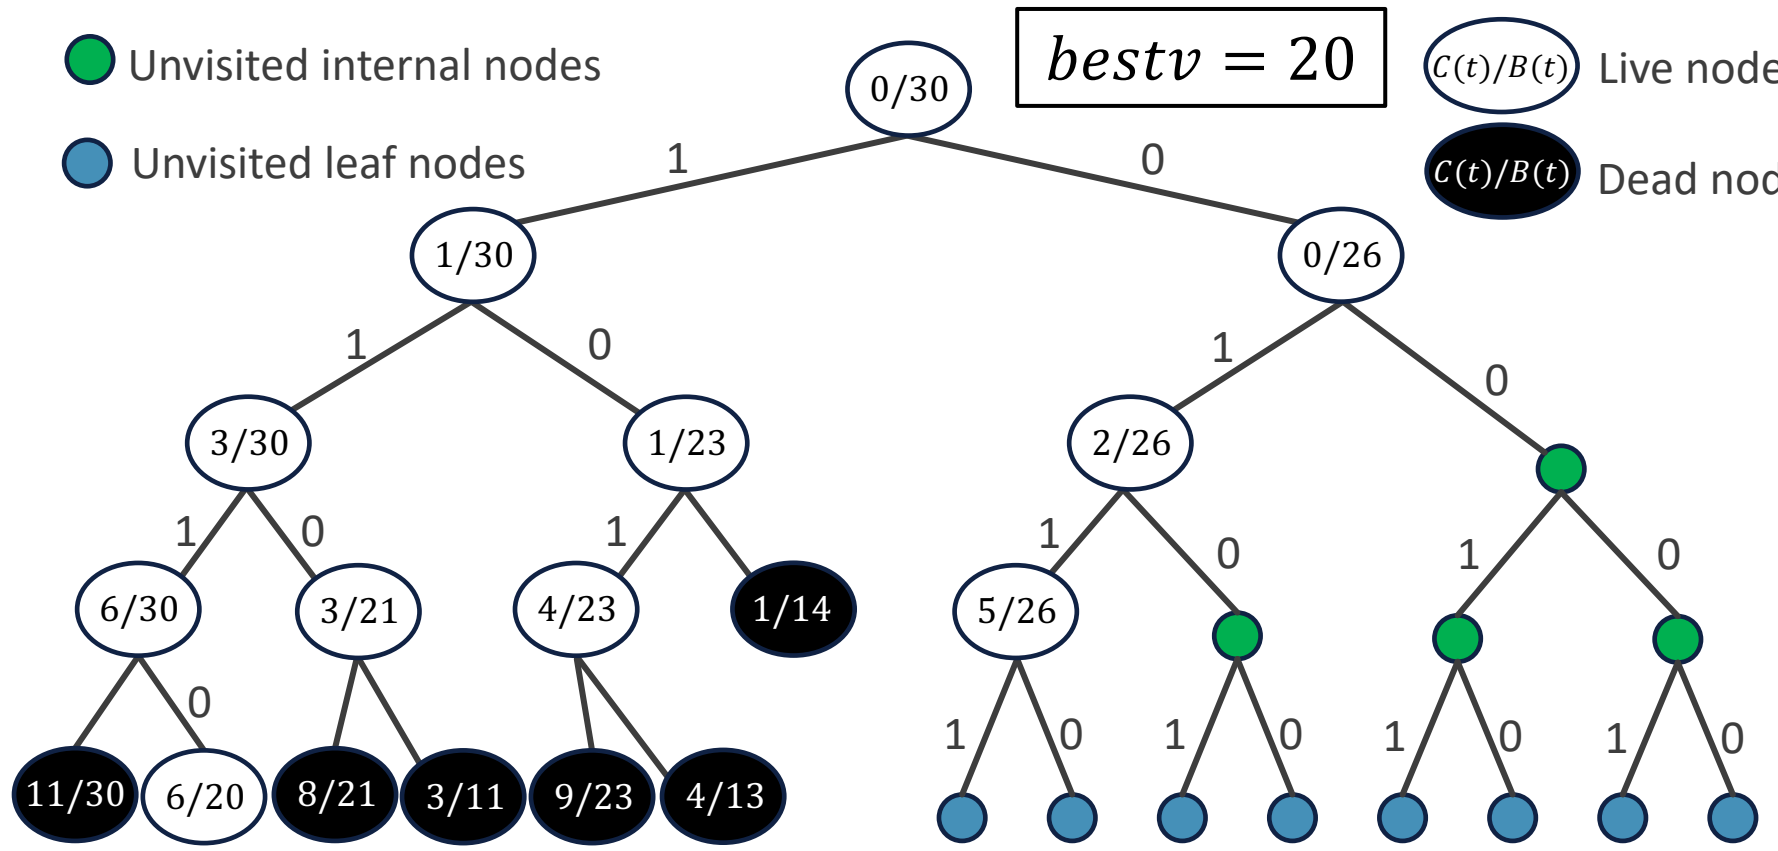 Unvisited internal nodes
Unvisited leaf nodes
bestv = 20
C(t)/B(t) Live node
C(t)/B(t) Dead nod
0/30
1 0
1/30 0/26
1 0 1 0
3/30 1/23 2/26
1 0 1 1 0 1 0
6/30 3/21 4/23 1/14 5/26
0 1 0 1 0 1 0 1 0
11/30 6/20 8/21 3/11 9/23 4/13